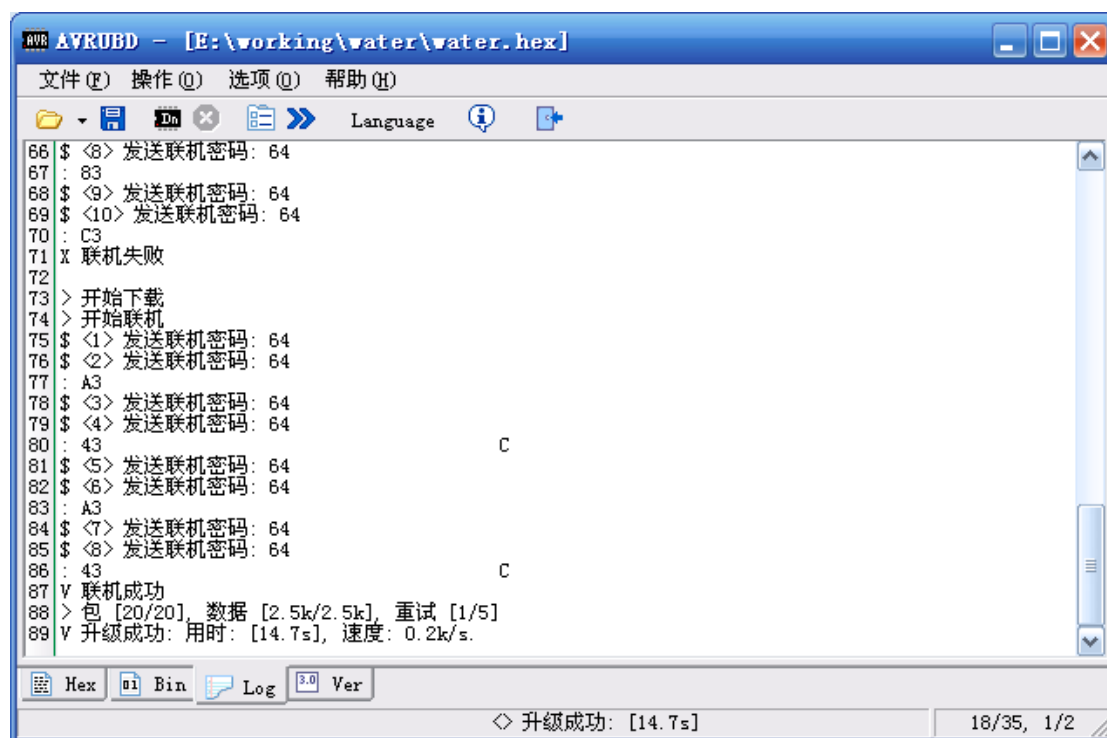 AVR AVRUBD - [E:\working\water\water.hex]
文件(F) 操作(O) 选项(O) 帮助(H)
Dn Language
66 $ <8> 发送联机密码: 64
67 : 83
68 $ <9> 发送联机密码: 64
69 $ <10> 发送联机密码: 64
70 : C3
71 X 联机失败
72
73 > 开始下载
74 > 开始联机
75 $ <1> 发送联机密码: 64
76 $ <2> 发送联机密码: 64
77 : A3
78 $ <3> 发送联机密码: 64
79 $ <4> 发送联机密码: 64
80 : 43 C
81 $ <5> 发送联机密码: 64
82 $ <6> 发送联机密码: 64
83 : A3
84 $ <7> 发送联机密码: 64
85 $ <8> 发送联机密码: 64
86 : 43 C
87 V 联机成功
88 > 包 [20/20], 数据 [2.5k/2.5k], 重试 [1/5]
89 V 升级成功: 用时: [14.7s], 速度: 0.2k/s.
Hex 01 Bin Log 3.0 Ver
◇ 升级成功: [14.7s] 18/35, 1/2